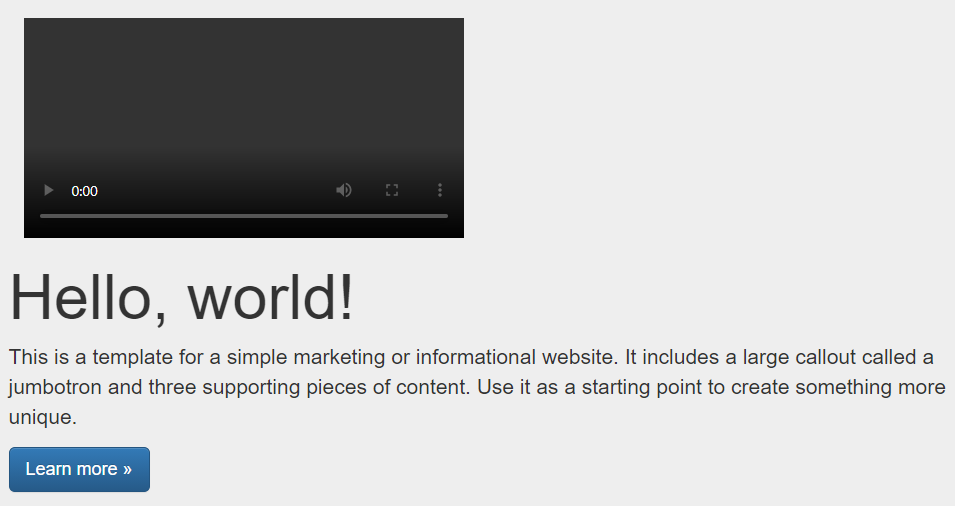 0:00
Hello, world!
This is a template for a simple marketing or informational website. It includes a large callout called a
jumbotron and three supporting pieces of content. Use it as a starting point to create something more
unique.
Learn more »